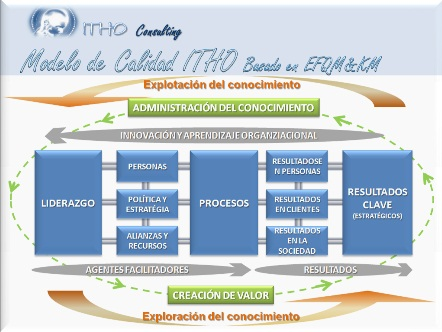 ITHO Consulting
Modelo de Calidad ITHO Basado en EFQM&KM
Explotación del conocimiento
ADMINISTRACIÓN DEL CONOCIMIENTO
INNOVACIÓN Y APRENDIZAJE ORGANZIACIONAL
LIDERAZGO
PERSONAS
POLÍTICA Y
ESTRATÉGIA
ALIANZAS Y
RECURSOS
PROCESOS
RESULTADOSE
N PERSONAS
RESULTADOS
EN CLIENTES
RESULTADOS
EN LA
SOCIEDAD
RESULTADOS
CLAVE
(ESTRATÉGICOS)
AGENTES FACILITADORES
RESULTADOS
CREACIÓN DE VALOR
Exploración del conocimiento